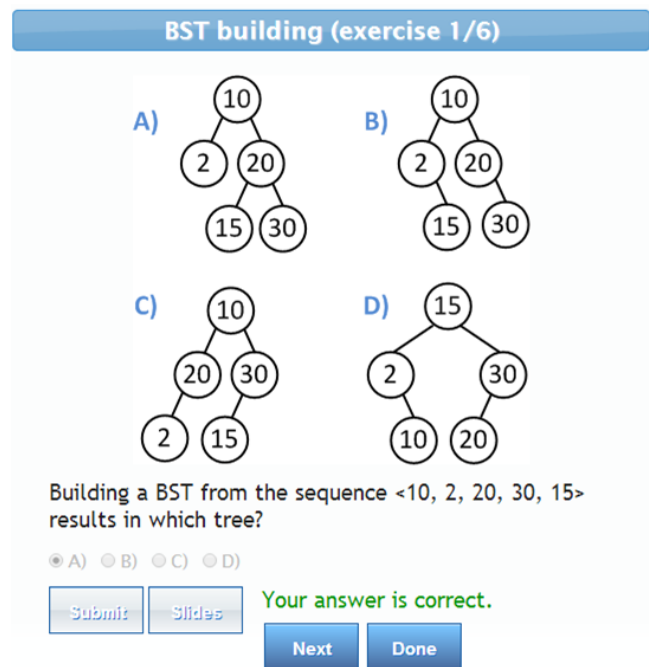 BST building (exercise 1/6)
A)
10
2 20
15 30
B)
10
2 20
15 30
C)
10
20 30
2 15
D)
15
2 30
10 20
Building a BST from the sequence <10, 2, 20, 30, 15>
results in which tree?
A) B) C) D)
Submit Slides
Your answer is correct.
Next Done